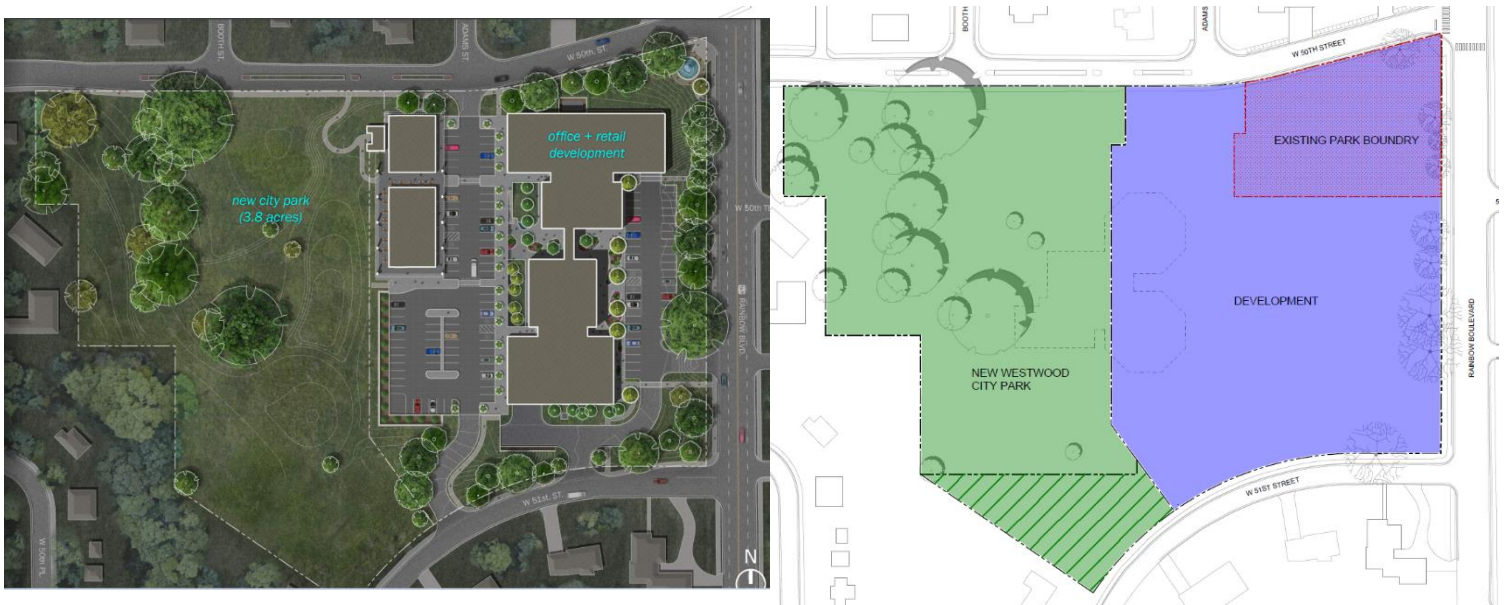 BOOTH ST.
ADAMS ST.
W 50th. ST.
office + retail
development
new city park
(3.8 acres)
W 50th TE
RAINBOW BLVD.
W 51st. ST
W 50th PL.
N
BOOTH
ADAMS
W 50TH STREET
EXISTING PARK BOUNDRY
DEVELOPMENT
NEW WESTWOOD
CITY PARK
RAINBOW BOULEVARD
W 51ST STREET